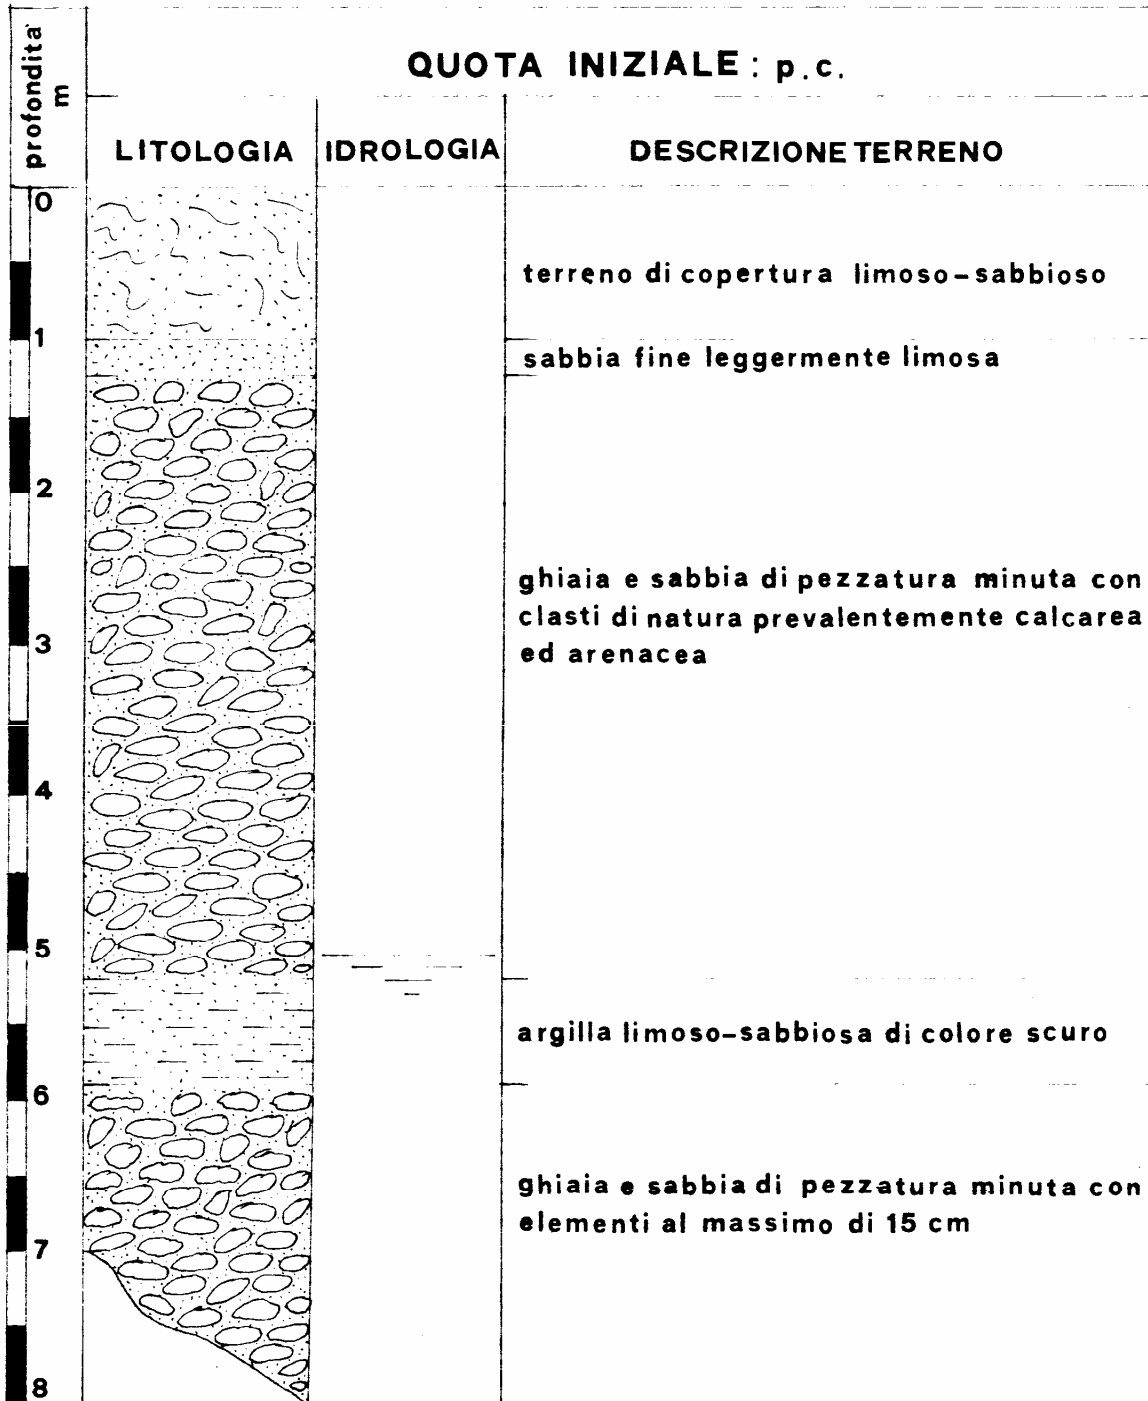 profondità
m
QUOTA INIZIALE: p.c.
LITOLOGIA
IDROLOGIA
DESCRIZIONE TERRENO
0
terreno di copertura limoso-sabbioso
1
sabbia fine leggermente limosa
2
ghiaia e sabbia di pezzatura minuta con
clasti di natura prevalentemente calcarea
3
ed arenacea
4
5
argilla limoso-sabbiosa di colore scuro
6
ghiaia e sabbia di pezzatura minuta con
elementi al massimo di 15 cm
7
8